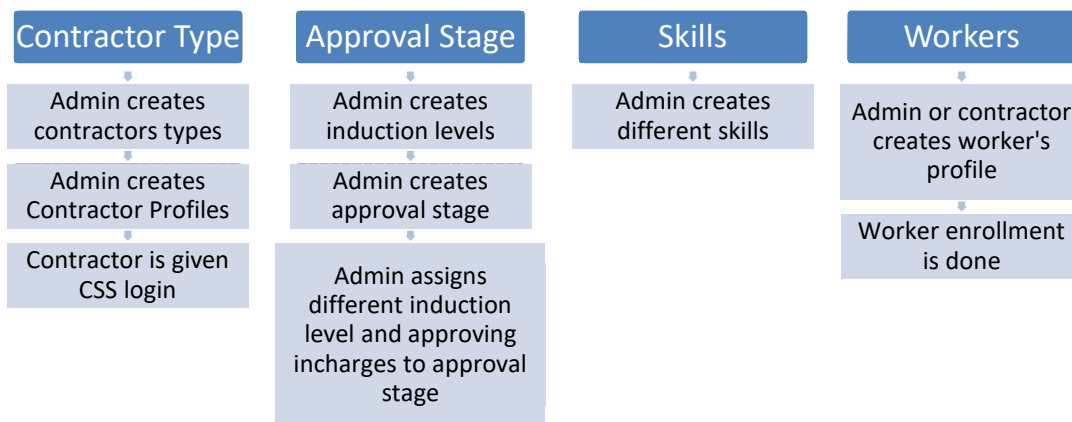 Contractor Type
Admin creates
contractors types
Admin creates
Contractor Profiles
Contractor is given
CSS login
Approval Stage
Admin creates
induction levels
Admin creates
approval stage
Admin assigns
different induction
level and approving
incharges to approval
stage
Skills
Admin creates
different skills
Workers
Admin or contractor
creates worker's
profile
Worker enrollment
is done